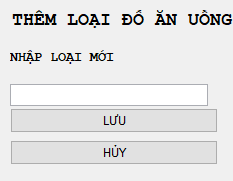 THÊM LOẠI ĐỒ ĂN UỐNG
NHẬP LOẠI MỚI
LƯU
HỦY